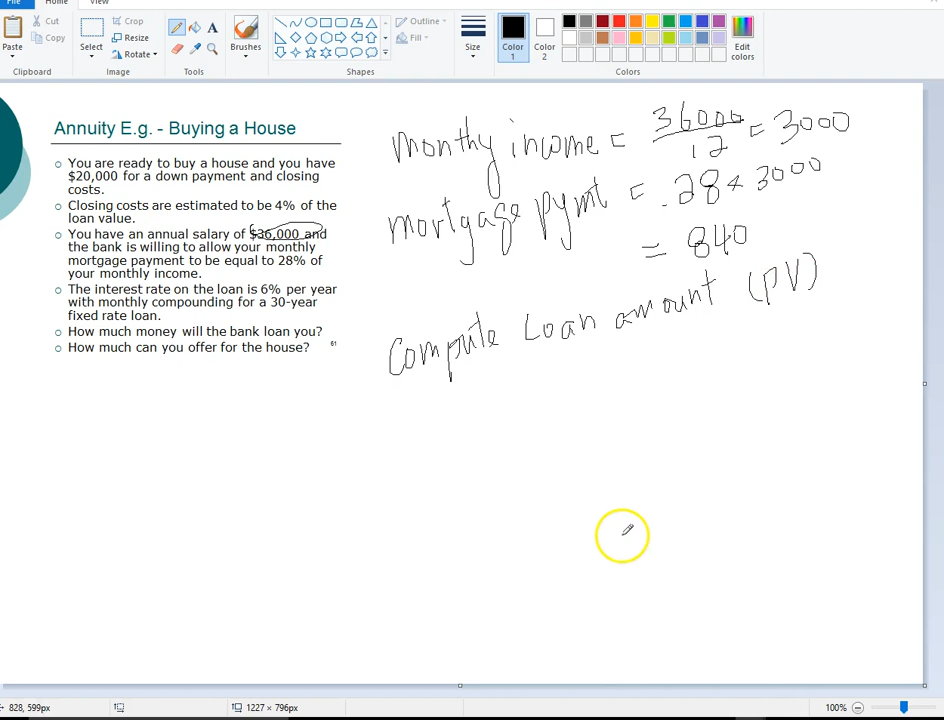 File
Home
View
Paste
Cut
Copy
Clipboard
Select
Crop
Resize
Rotate
Image
Tools
Brushes
Shapes
Outline
Fill
Size
Color
1
Color
2
Edit
colors
Colors
Annuity E.g. - Buying a House
You are ready to buy a house and you have
$20,000 for a down payment and closing
costs.
Closing costs are estimated to be 4% of the
loan value.
You have an annual salary of $36,000 and
the bank is willing to allow your monthly
mortgage payment to be equal to 28% of
your monthly income.
The interest rate on the loan is 6% per year
with monthly compounding for a 30-year
fixed rate loan.
How much money will the bank loan you?
How much can you offer for the house?
61
monthy income = 36000/12 = 3000
mortgage pymt = .28 * 3000
= 840
Compute Loan amount (PV)
828, 599px
1227 × 796px
100%